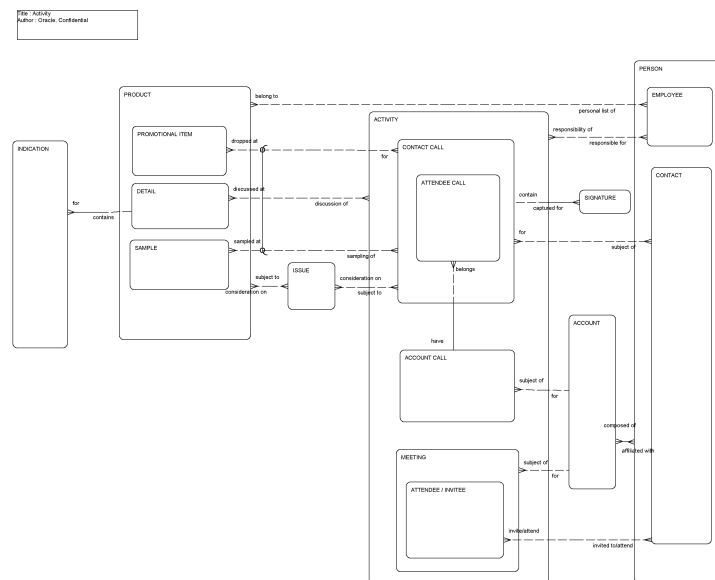 Title : Activity
Author : Oracle, Confidential
PERSON
PRODUCT
belong to
EMPLOYEE
personal list of
ACTIVITY
PROMOTIONAL ITEM
dropped at
responsibility of
INDICATION
CONTACT CALL
responsible for
for
CONTACT
DETAIL
discussed at
ATTENDEE CALL
contain
SIGNATURE
for
discussion of
captured for
contains
SAMPLE
sampled at
for
sampling of
subject of
ISSUE
belongs
subject to
consideration on
consideration on
subject to
ACCOUNT
have
ACCOUNT CALL
subject of
for
composed of
affiliated with
MEETING
subject of
for
ATTENDEE / INVITEE
invite/attend
invited to/attend